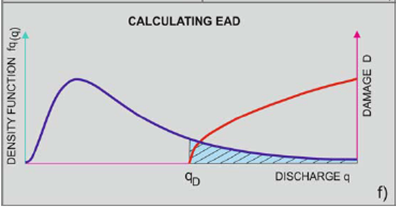 CALCULATING EAD
DENSITY FUNCTION fq(q)
DAMAGE D
qD
DISCHARGE q
f)